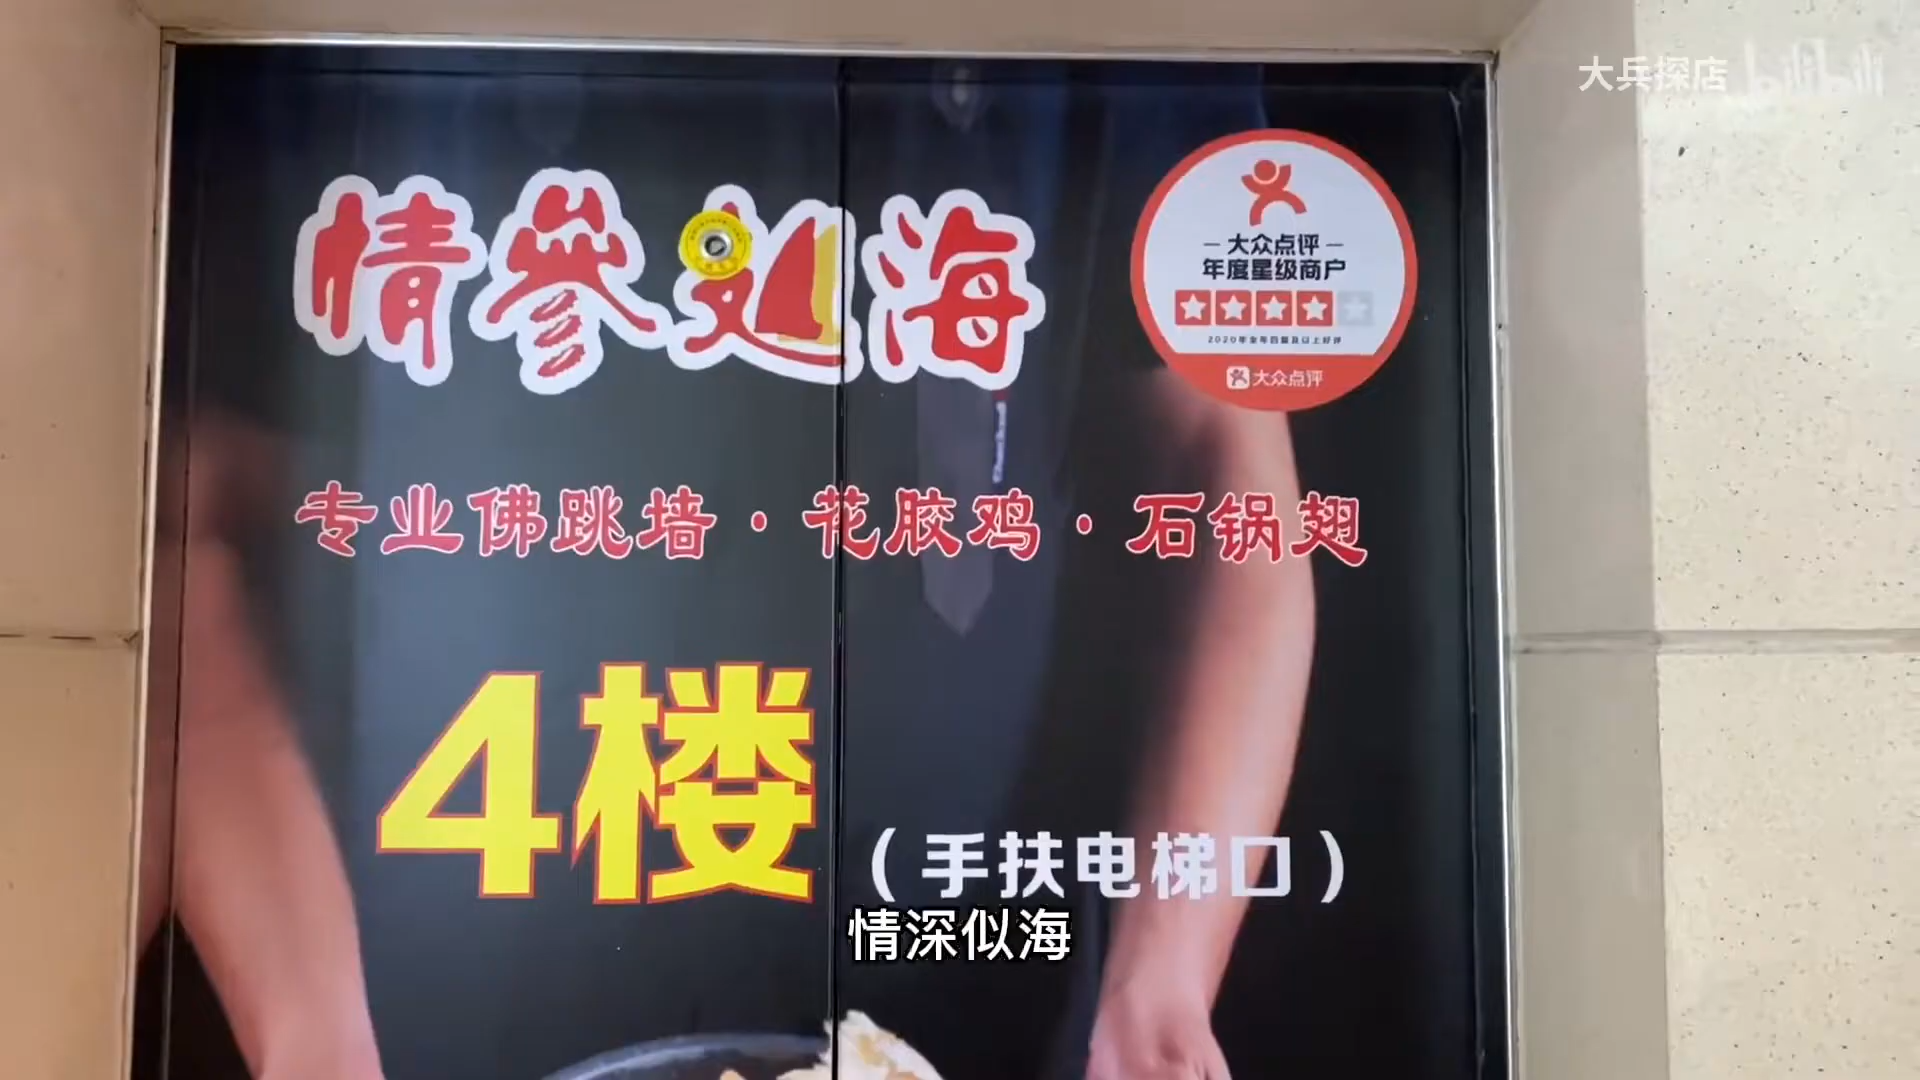 大兵探店 bilibili
情参处海
大众点评
年度星级商户
2020年全年四星及以上好评
大众点评
专业佛跳墙·花胶鸡·石锅翅
4楼（手扶电梯口）
情深似海